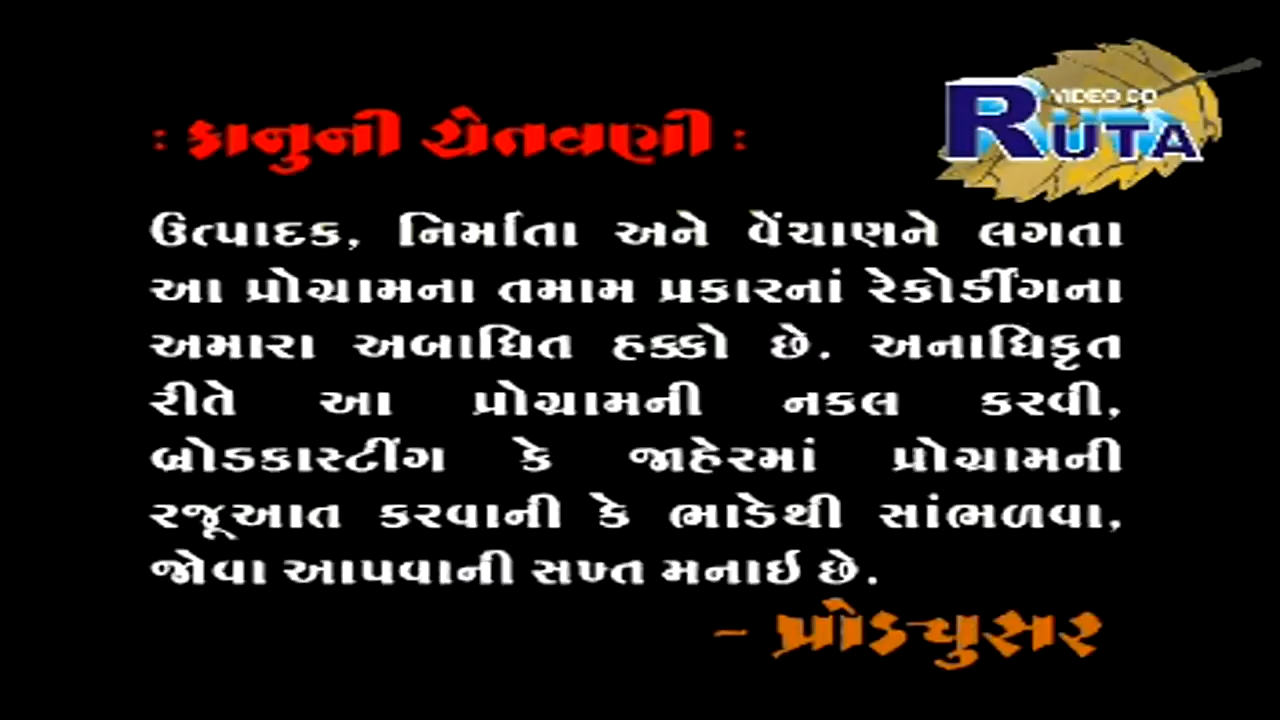 VIDEO CD
RUTA
: કાનુની ચેતવણી :
ઉત્પાદક, નિર્માતા અને વેંચાણને લગતા
આ પ્રોગ્રામના તમામ પ્રકારનાં રેકોર્ડીંગના
અમારા અબાધિત હક્કો છે. અનાધિકૃત
રીતે આ પ્રોગ્રામની નકલ કરવી,
બ્રોડકાસ્ટીંગ કે જાહેરમાં પ્રોગ્રામની
રજૂઆત કરવાની કે ભાડેથી સાંભળવા,
જોવા આપવાની સખ્ત મનાઇ છે.
- પ્રોડ્યુસર